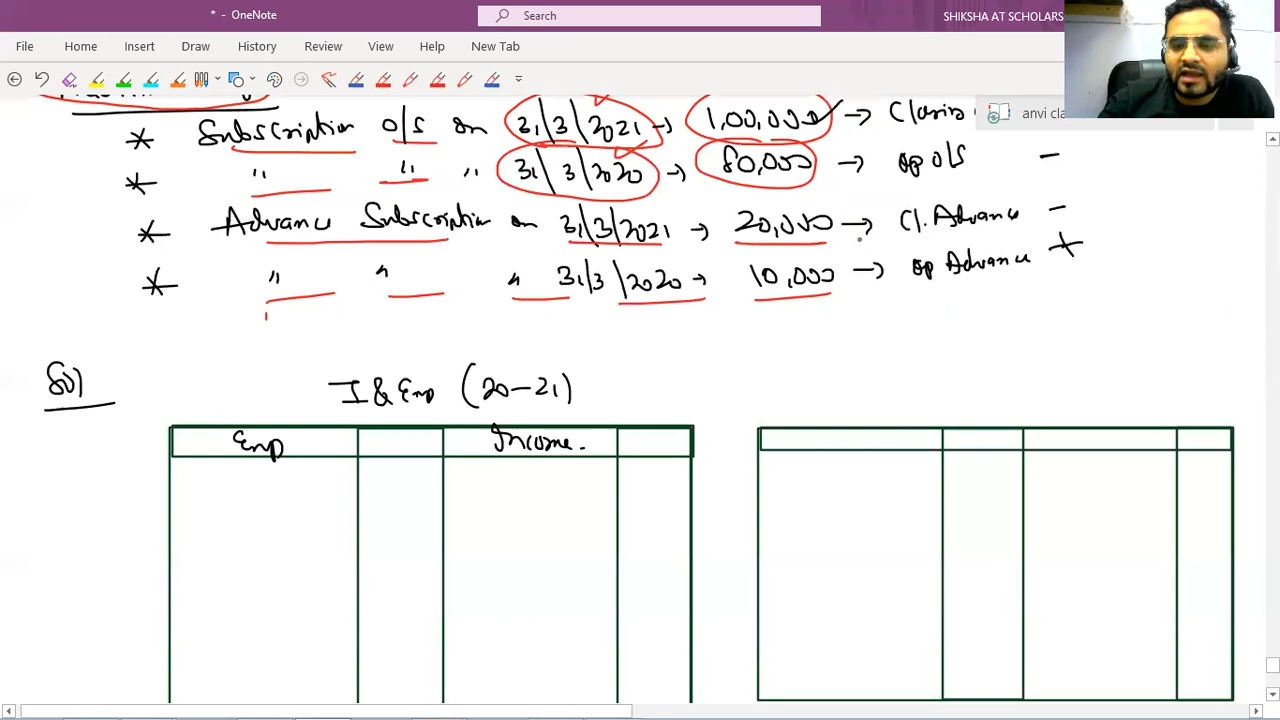 * - OneNote
Search
SHIKSHA AT SCHOLARS
File Home Insert Draw History Review View Help New Tab
anvi cla
* Subscription O/S on 31/3/2021 → 1,00,000 →
* " " " 31/3/2020 → 80,000 → op O/S -
* Advance Subscription on 31/3/2021 → 20,000 → Cl. Advance -
* " " " 31/3/2020 → 10,000 → op Advance +
Sol
I & Exp (20-21)
Exp Income.